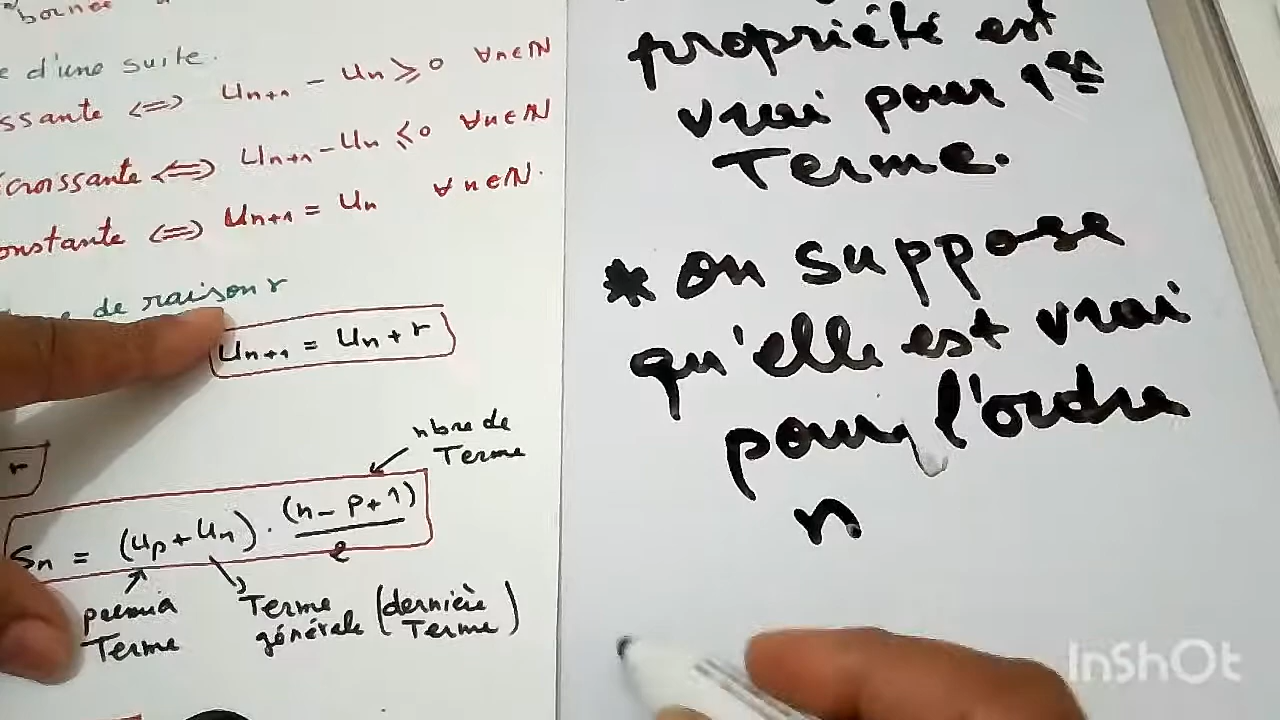 bornée
e d'une suite.
ssante <=> Un+1 - Un ≥ 0 ∀n∈N
croissante <=> Un+1 - Un ≤ 0 ∀n∈N
onstante <=> Un+1 = Un ∀n∈N.
de raison r
Un+1 = Un + r
nbre de
Terme
r
Sn = (Up + Un) . (n - p + 1) / 2
premier
Terme
Terme
générale (dernière
Terme)
propriété est
vrai pour 1er
Terme.
* on suppose
qu'elle est vrai
pour l'ordre
n
InShOt